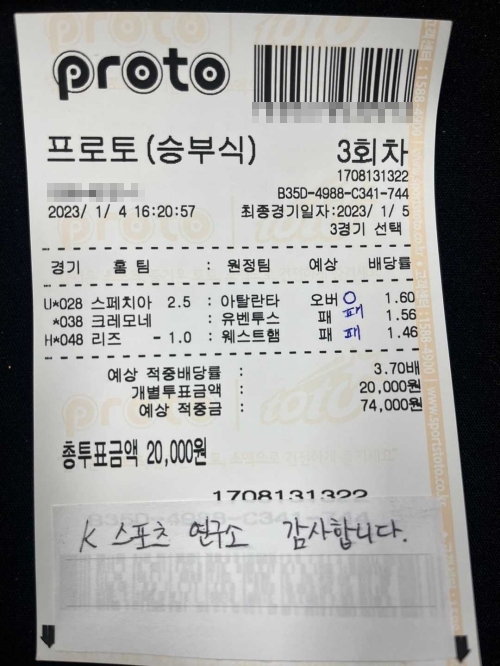 proto
프로토(승부식) 3회차
1708131322
B35D-4988-C341-744
2023/ 1/ 4 16:20:57 최종경기일자:2023/ 1/ 5
3경기 선택
경기 홈 팀 : 원정팀 예상 배당률
U*028 스페치아 2.5 : 아탈란타 오버 O 1.60
*038 크레모네 : 유벤투스 패 패 1.56
H*048 리즈 - 1.0 : 웨스트햄 패 패 1.46
예상 적중배당률 : 3.70배
개별투표금액 : 20,000원
예상 적중금 : 74,000원
총투표금액 20,000원
1708131322
B35D-4988-C341-744
K 스포츠 연구소 감사합니다.